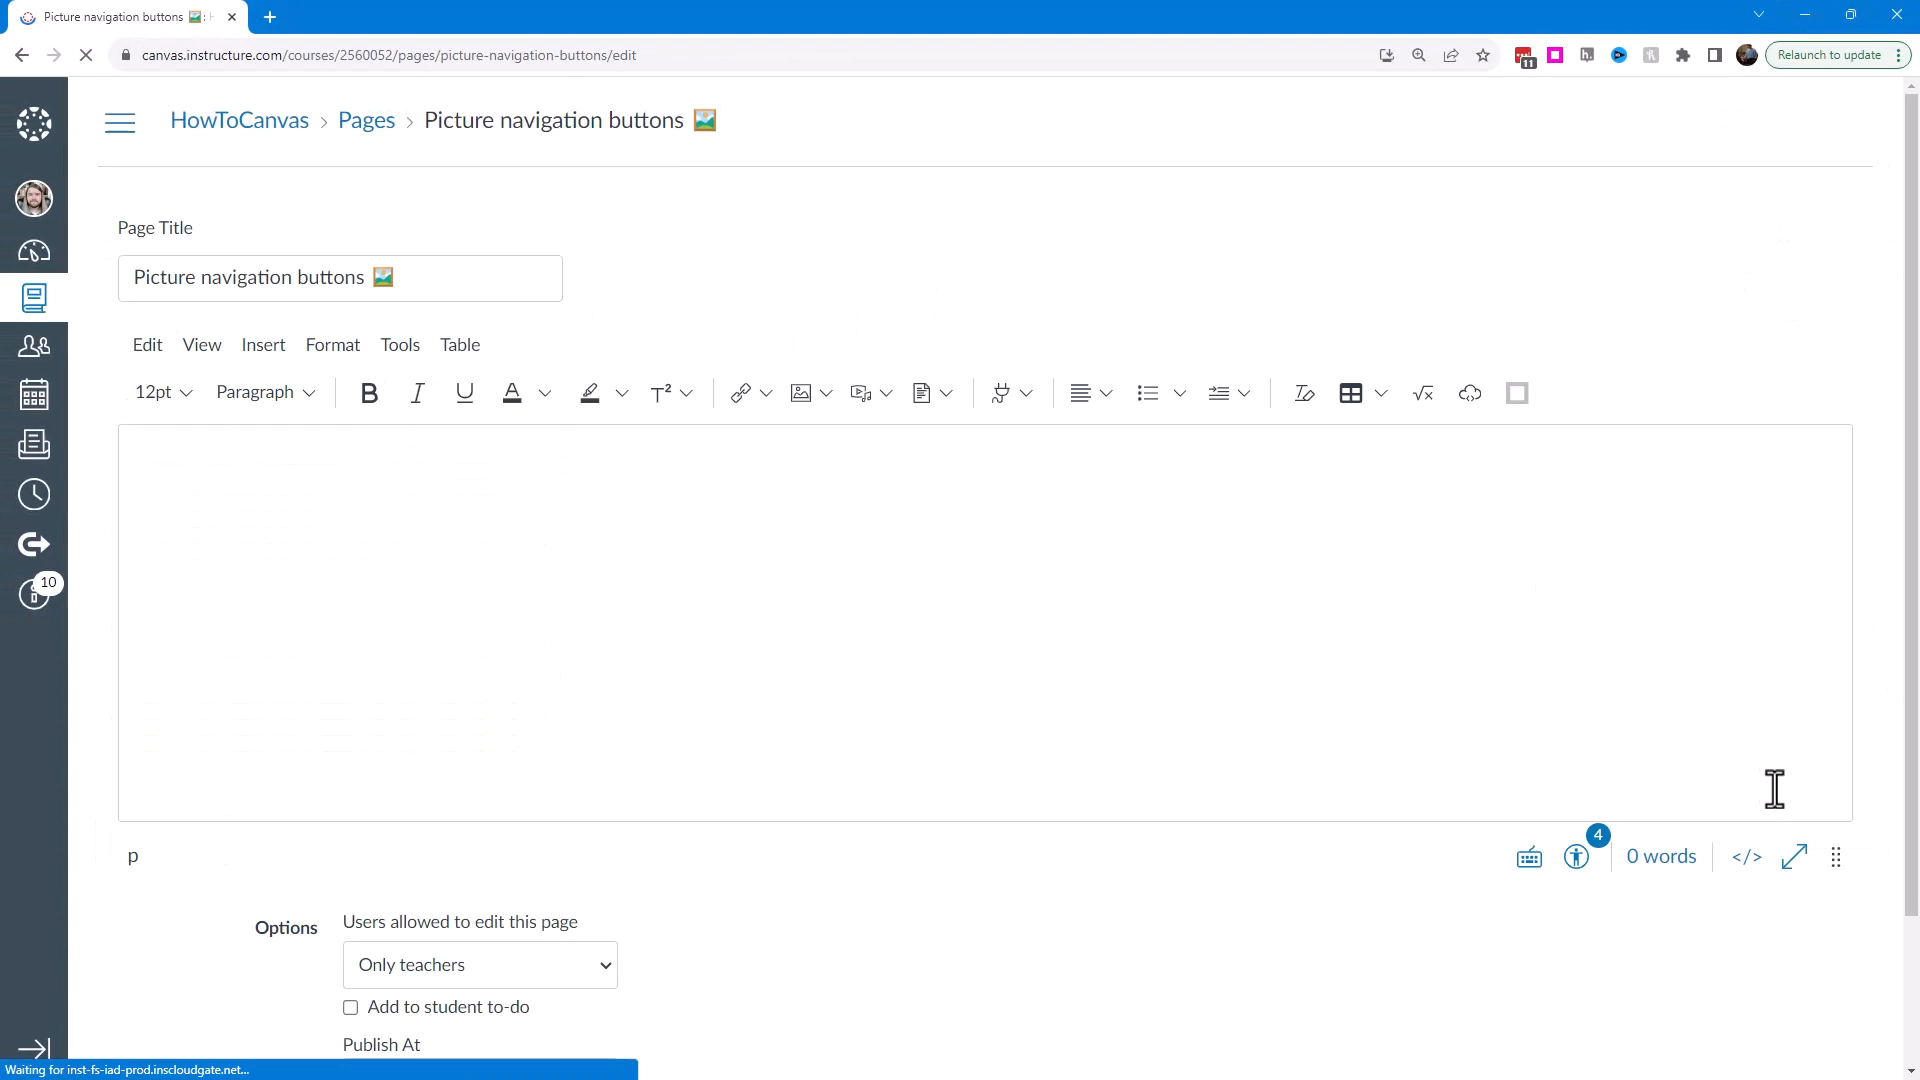 Picture navigation buttons 🖼️: H
canvas.instructure.com/courses/2560052/pages/picture-navigation-buttons/edit
11
Relaunch to update
HowToCanvas › Pages › Picture navigation buttons 🖼️
Page Title
Picture navigation buttons 🖼️
Edit View Insert Format Tools Table
12pt Paragraph B I U A T²
10
4
p 0 words </>
Options Users allowed to edit this page
Only teachers
Add to student to-do
Publish At
Waiting for inst-fs-iad-prod.inscloudgate.net...